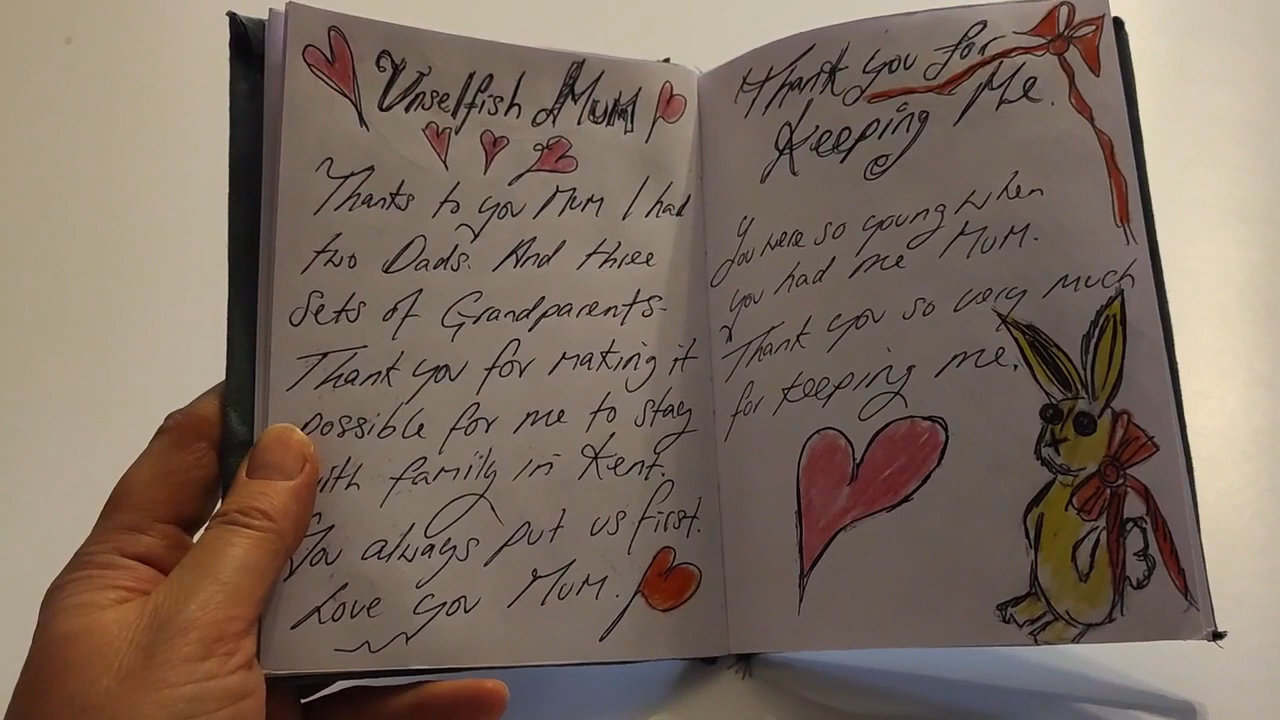 Unselfish Mum
Thanks to you Mum I had
two Dads. And three
Sets of Grandparents.
Thank you for making it
possible for me to stay
with family in Kent.
You always put us first.
Love you Mum.
Thank you for
Keeping Me.
You were so young when
you had me Mum.
Thank you so very much
for keeping me.